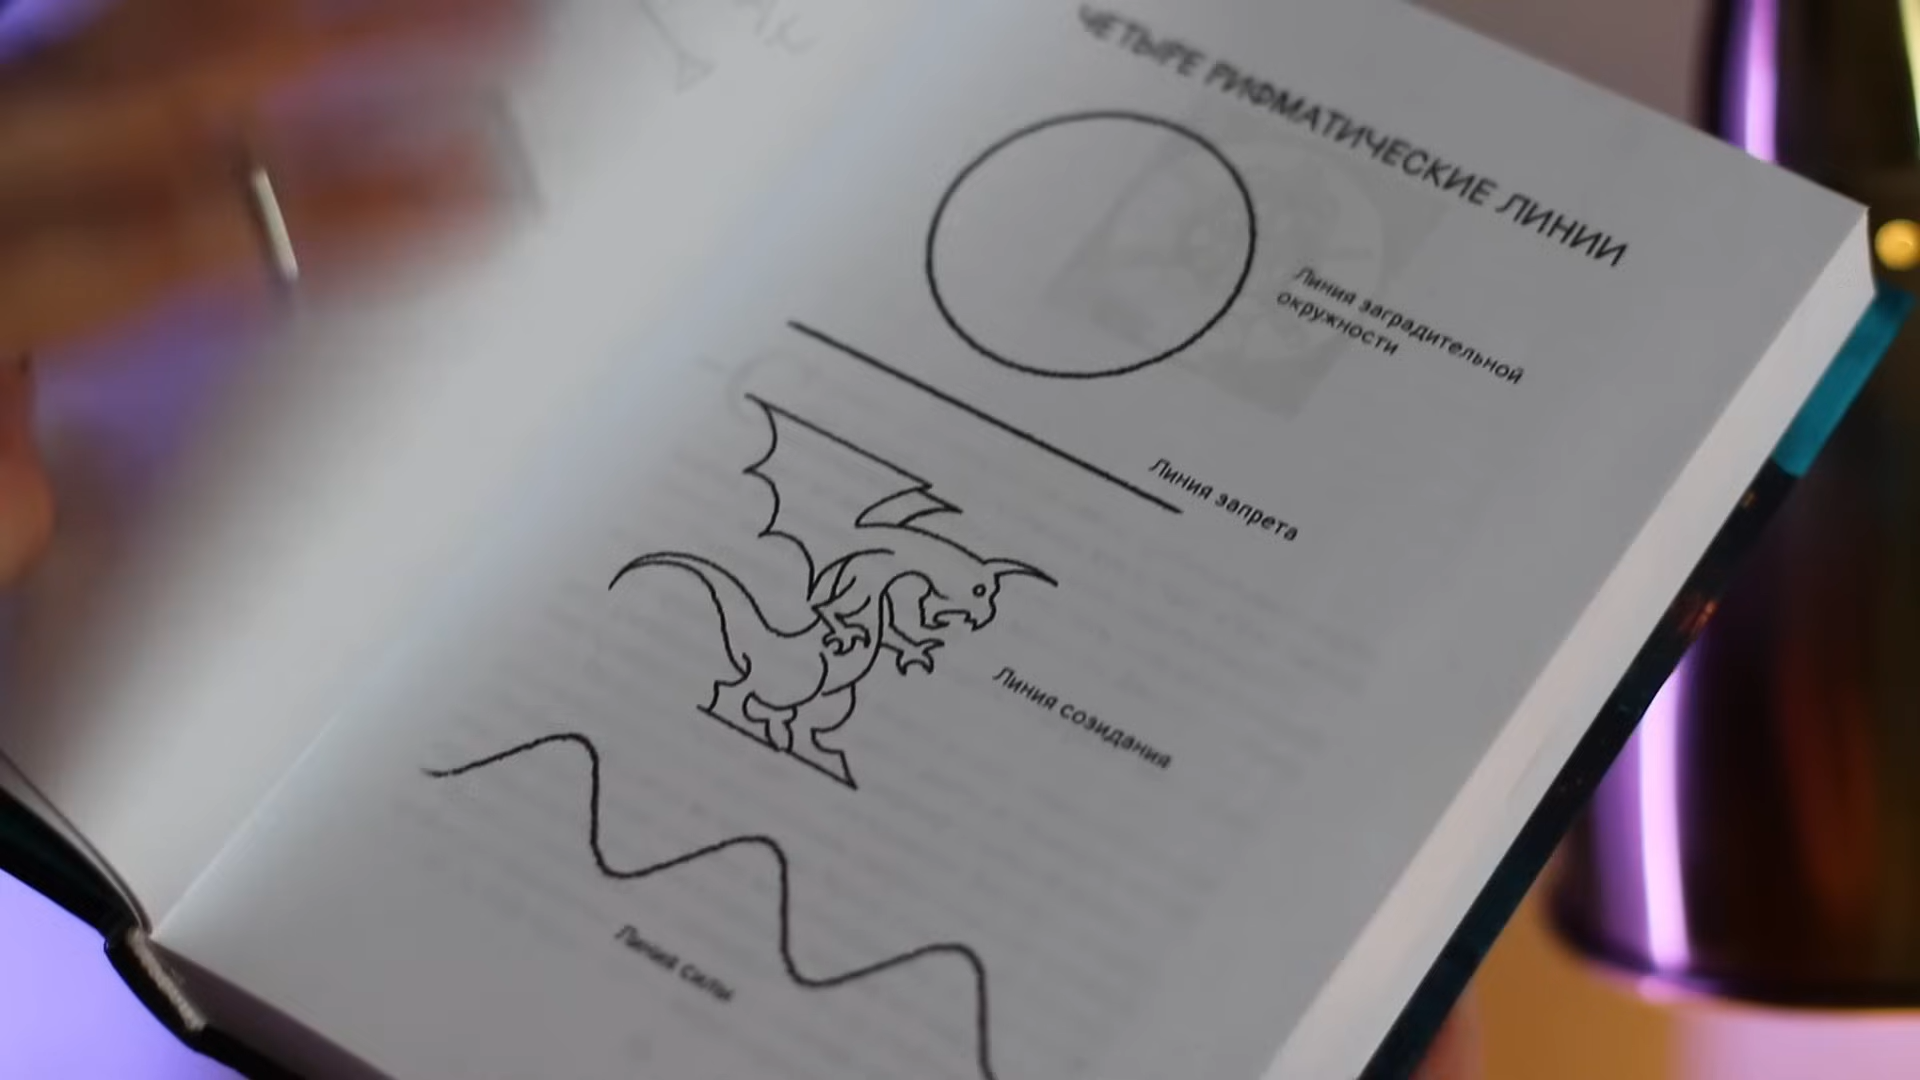 ЧЕТЫРЕ РИФМАТИЧЕСКИЕ ЛИНИИ
Линия заградительной
окружности
Линия запрета
Линия созидания
Линия силы